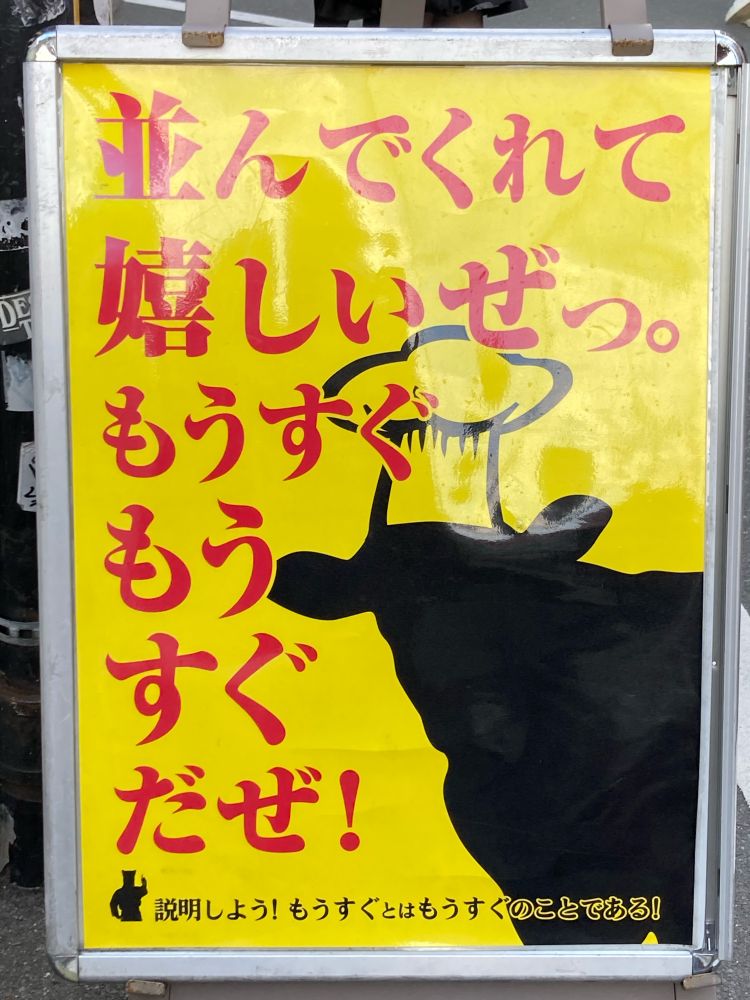 並んでくれて
嬉しいぜっ。
もうすぐ
もう
すぐ
だぜ！
説明しよう！もうすぐとはもうすぐのことである！